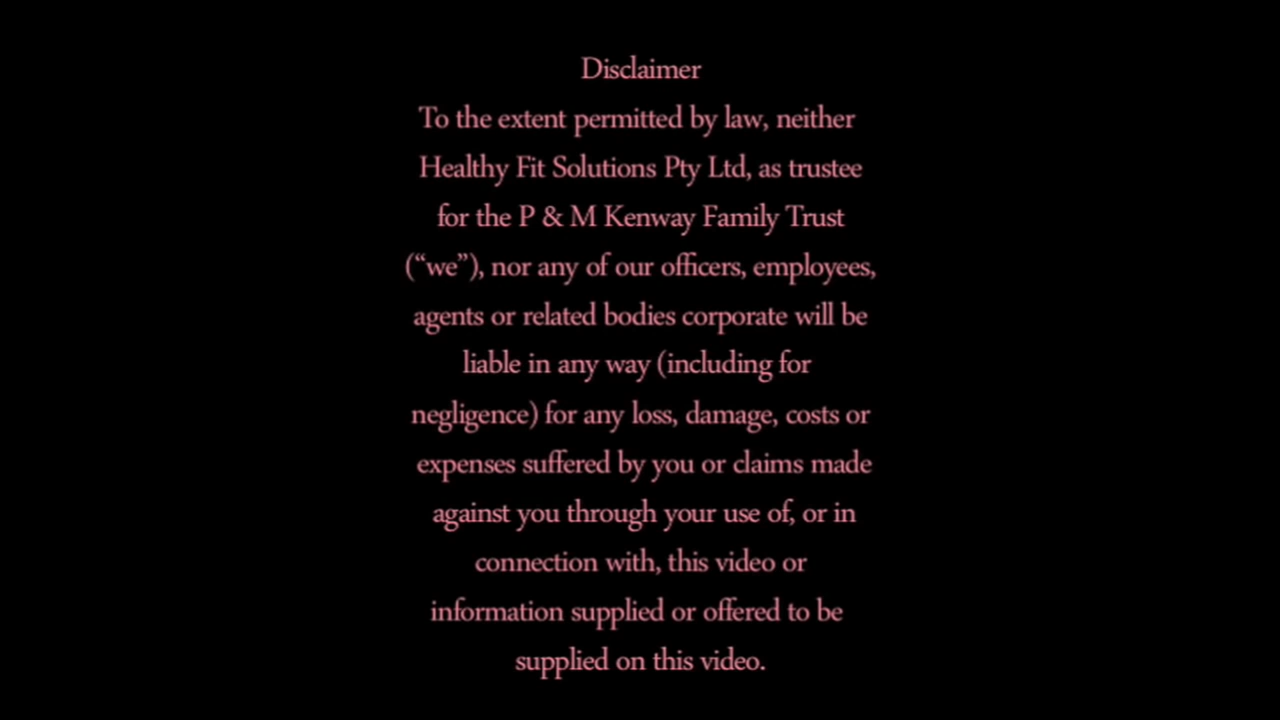 Disclaimer
To the extent permitted by law, neither
Healthy Fit Solutions Pty Ltd, as trustee
for the P & M Kenway Family Trust
(“we”), nor any of our officers, employees,
agents or related bodies corporate will be
liable in any way (including for
negligence) for any loss, damage, costs or
expenses suffered by you or claims made
against you through your use of, or in
connection with, this video or
information supplied or offered to be
supplied on this video.